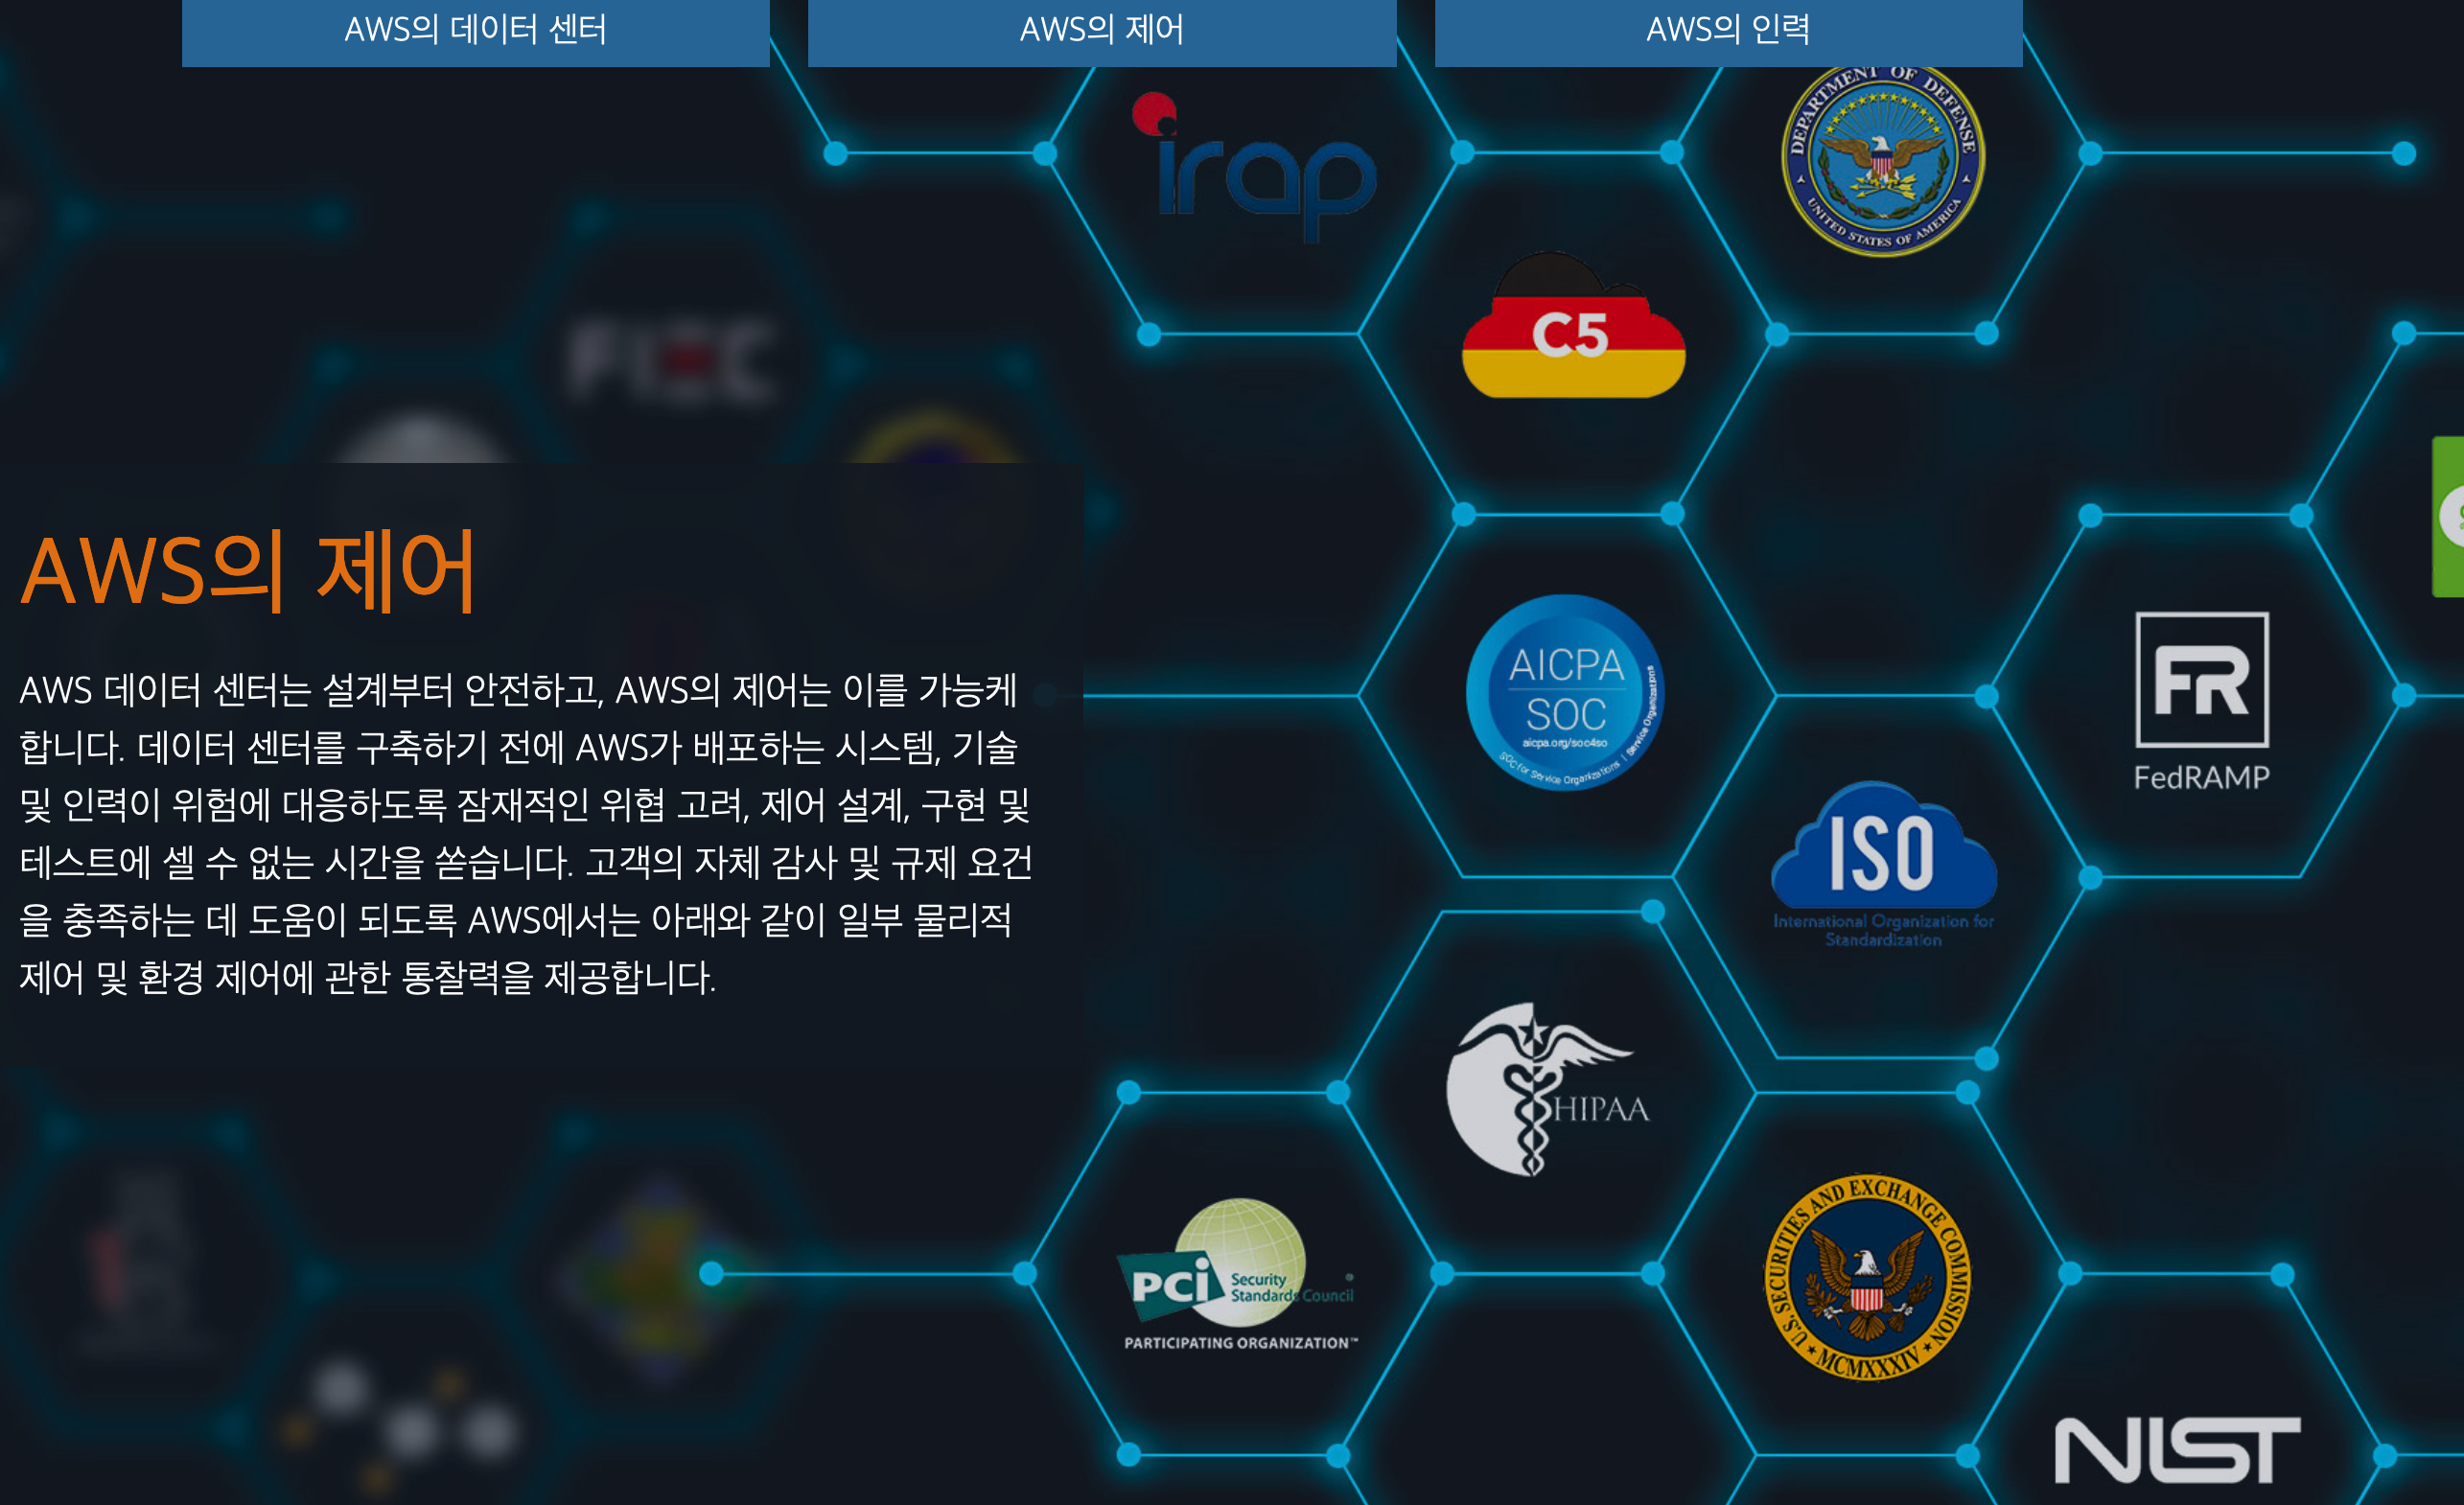 AWS의 데이터 센터
AWS의 제어
AWS의 인력
irap
DEPARTMENT OF DEFENSE
UNITED STATES OF AMERICA
C5
AWS의 제어
AWS 데이터 센터는 설계부터 안전하고, AWS의 제어는 이를 가능케
합니다. 데이터 센터를 구축하기 전에 AWS가 배포하는 시스템, 기술
및 인력이 위험에 대응하도록 잠재적인 위협 고려, 제어 설계, 구현 및
테스트에 셀 수 없는 시간을 쏟습니다. 고객의 자체 감사 및 규제 요건
을 충족하는 데 도움이 되도록 AWS에서는 아래와 같이 일부 물리적
제어 및 환경 제어에 관한 통찰력을 제공합니다.
AICPA
SOC
aicpa.org/soc4so
SOC for Service Organizations | Service Organizations
FR
FedRAMP
ISO
International Organization for
Standardization
HIPAA
PCI Security
Standards Council
PARTICIPATING ORGANIZATION™
U.S. SECURITIES AND EXCHANGE COMMISSION
MCMXXXIV
NIST